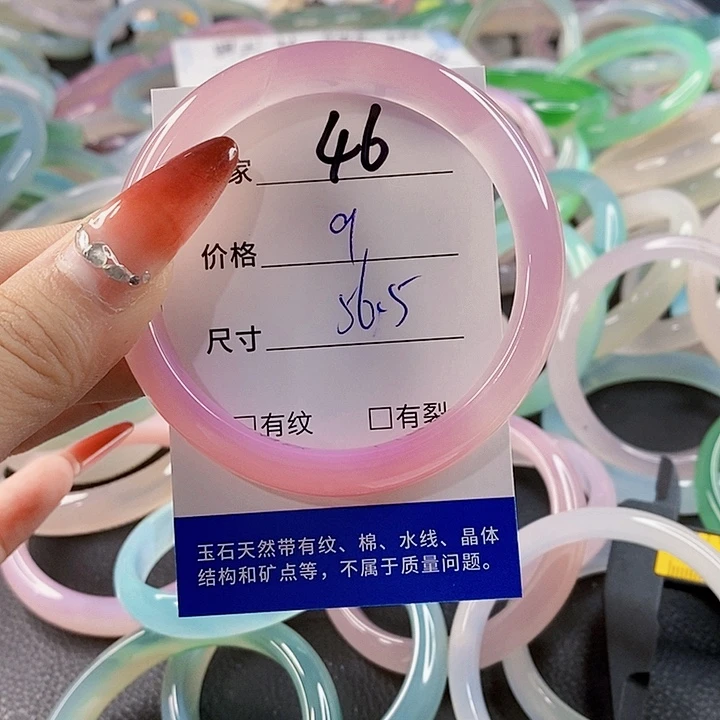 家 46
价格 9
尺寸 56.5
□有纹 □有裂
玉石天然带有纹、棉、水线、晶体
结构和矿点等，不属于质量问题。